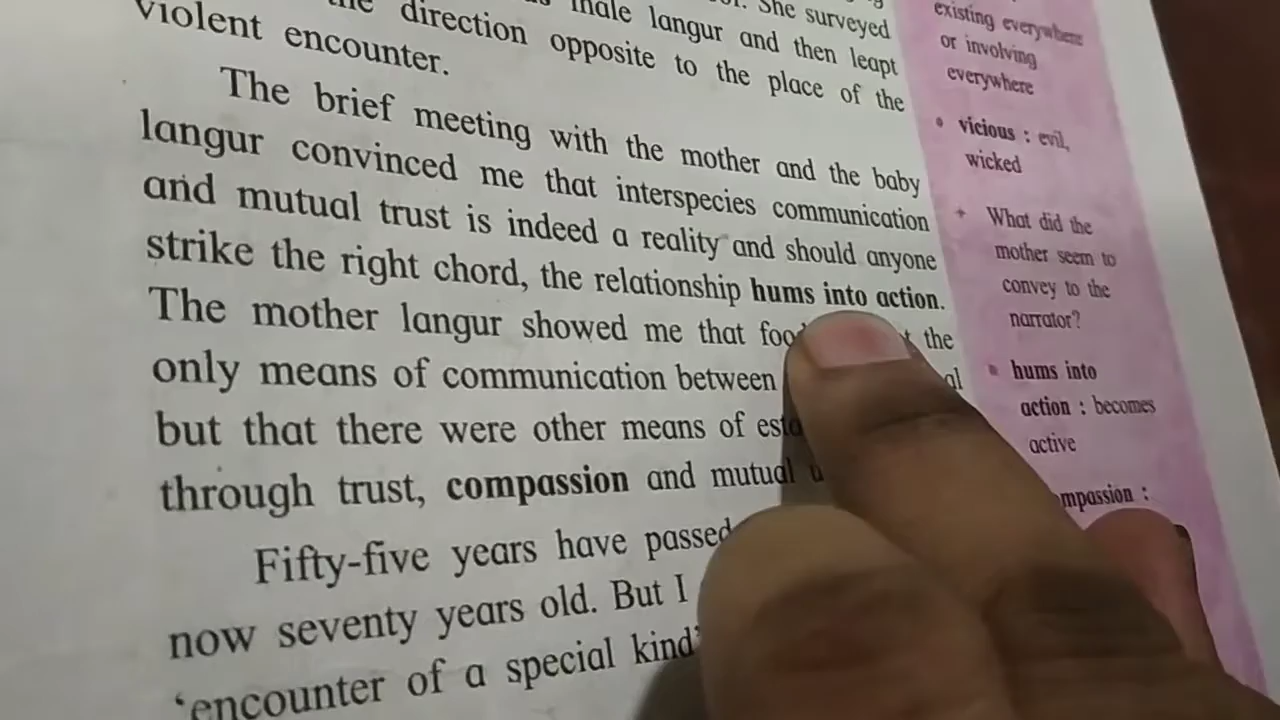 male langur and then leapt
the direction opposite to the place of the
violent encounter.
The brief meeting with the mother and the baby
langur convinced me that interspecies communication
and mutual trust is indeed a reality and should anyone
strike the right chord, the relationship hums into action.
The mother langur showed me that the
only means of communication between
but that there were other means of
through trust, compassion and mutual
Fifty-five years have passed
now seventy years old. But I
‘encounter of a special kind’
She surveyed
existing everywhere
or involving
everywhere
• vicious : evil,
wicked
+ What did the
mother seem to
convey to the
narrator?
▪ hums into
action : becomes
active